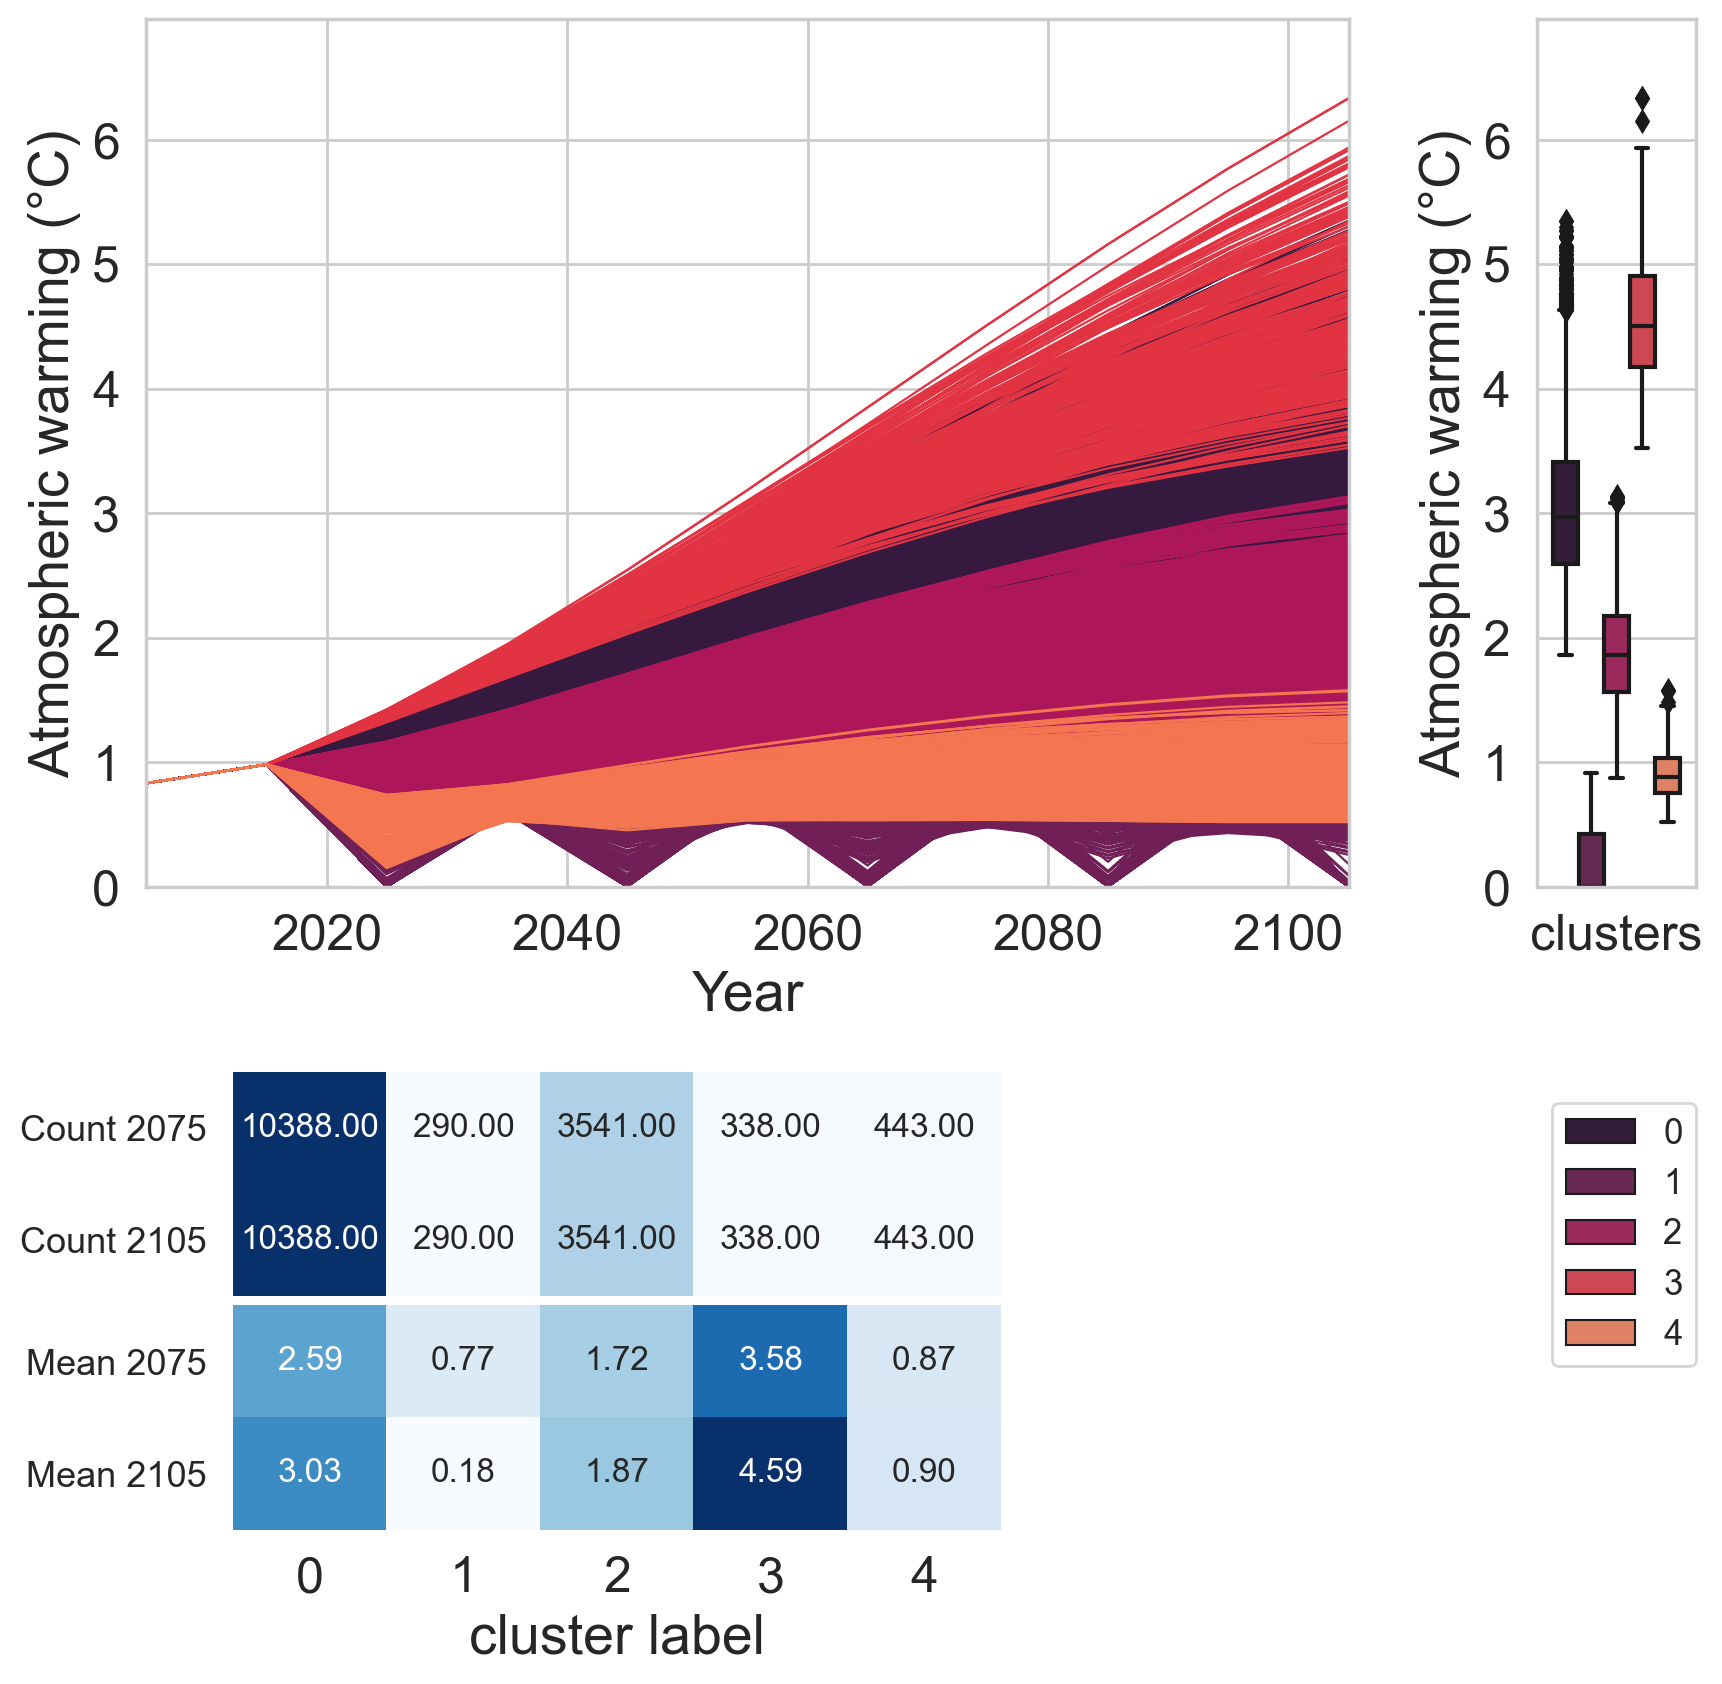 Atmospheric warming (°C)
6
5
4
3
2
1
0
2020 2040 2060 2080 2100
Year
Atmospheric warming (°C)
6
5
4
3
2
1
0
clusters
Count 2075 10388.00 290.00 3541.00 338.00 443.00
Count 2105 10388.00 290.00 3541.00 338.00 443.00
Mean 2075 2.59 0.77 1.72 3.58 0.87
Mean 2105 3.03 0.18 1.87 4.59 0.90
0 1 2 3 4
cluster label
0
1
2
3
4